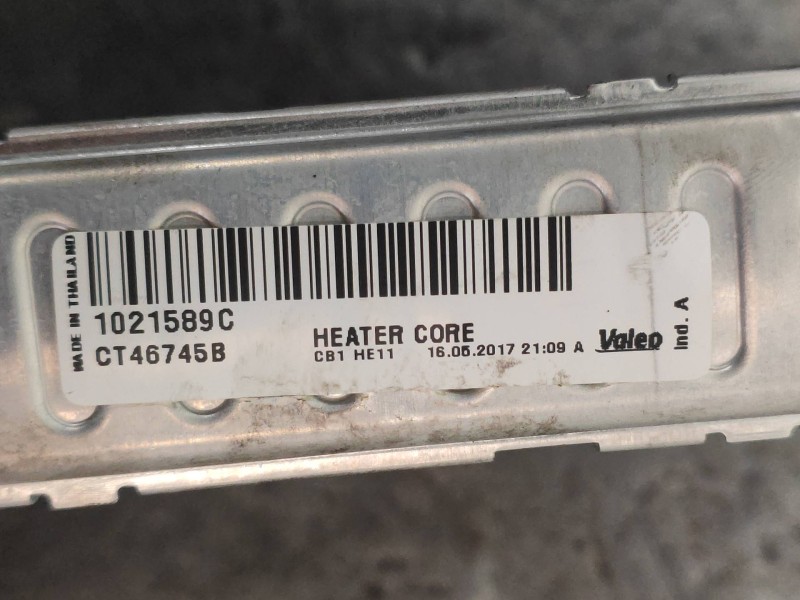 MADE IN THAILAND
1021589C
CT46745B
HEATER CORE
CB1 HE11 16.05.2017 21:09 A
Valeo
Ind. A